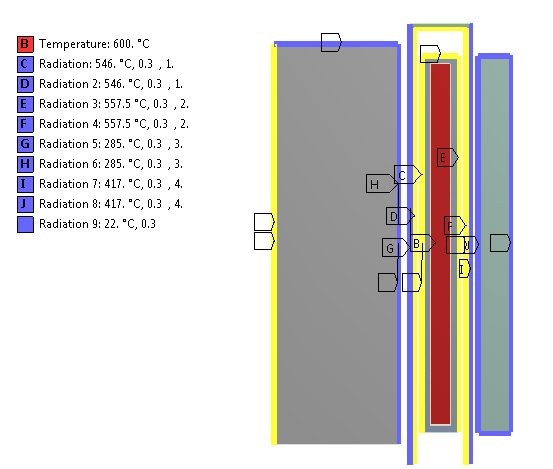 B Temperature: 600. °C
C Radiation: 546. °C, 0.3 , 1.
D Radiation 2: 546. °C, 0.3 , 1.
E Radiation 3: 557.5 °C, 0.3 , 2.
F Radiation 4: 557.5 °C, 0.3 , 2.
G Radiation 5: 285. °C, 0.3 , 3.
H Radiation 6: 285. °C, 0.3 , 3.
I Radiation 7: 417. °C, 0.3 , 4.
J Radiation 8: 417. °C, 0.3 , 4.
Radiation 9: 22. °C, 0.3
E
C
H
D
F
G
B
J
I